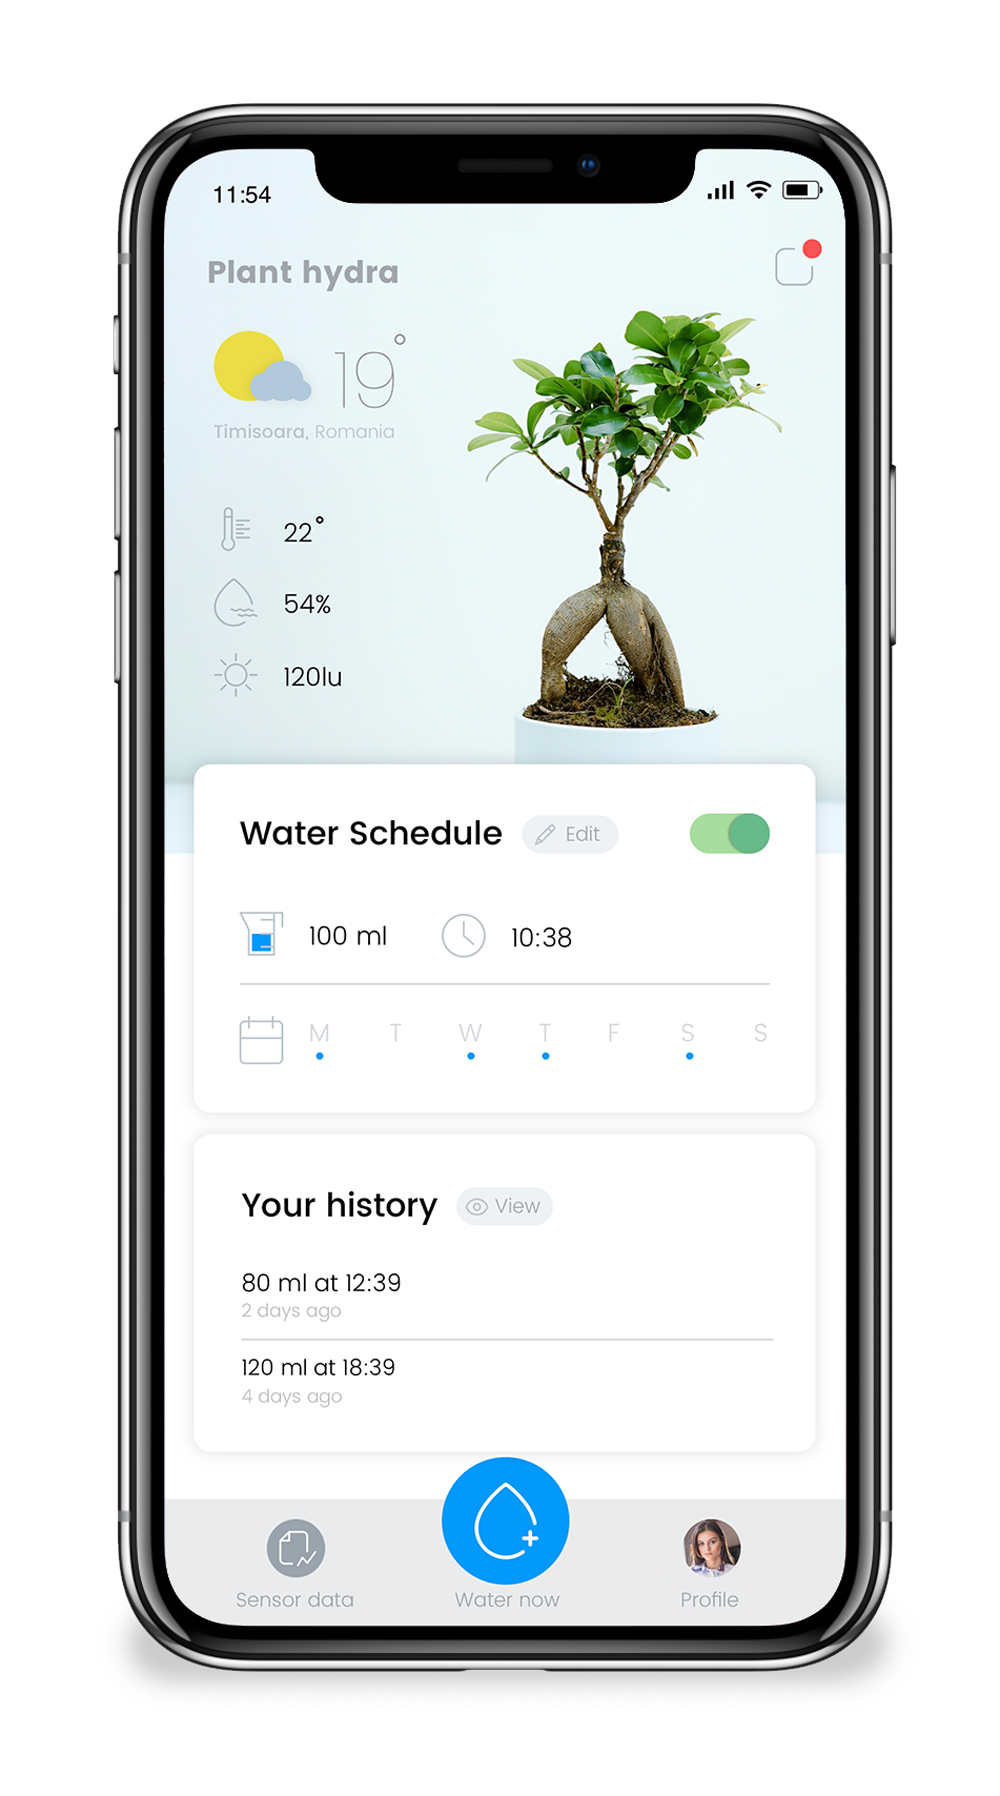 11:54
Plant hydra
19°
Timisoara, Romania
22°
54%
120lu
Water Schedule Edit
100 ml 10:38
M T W T F S S
Your history View
80 ml at 12:39
2 days ago
120 ml at 18:39
4 days ago
Sensor data Water now Profile